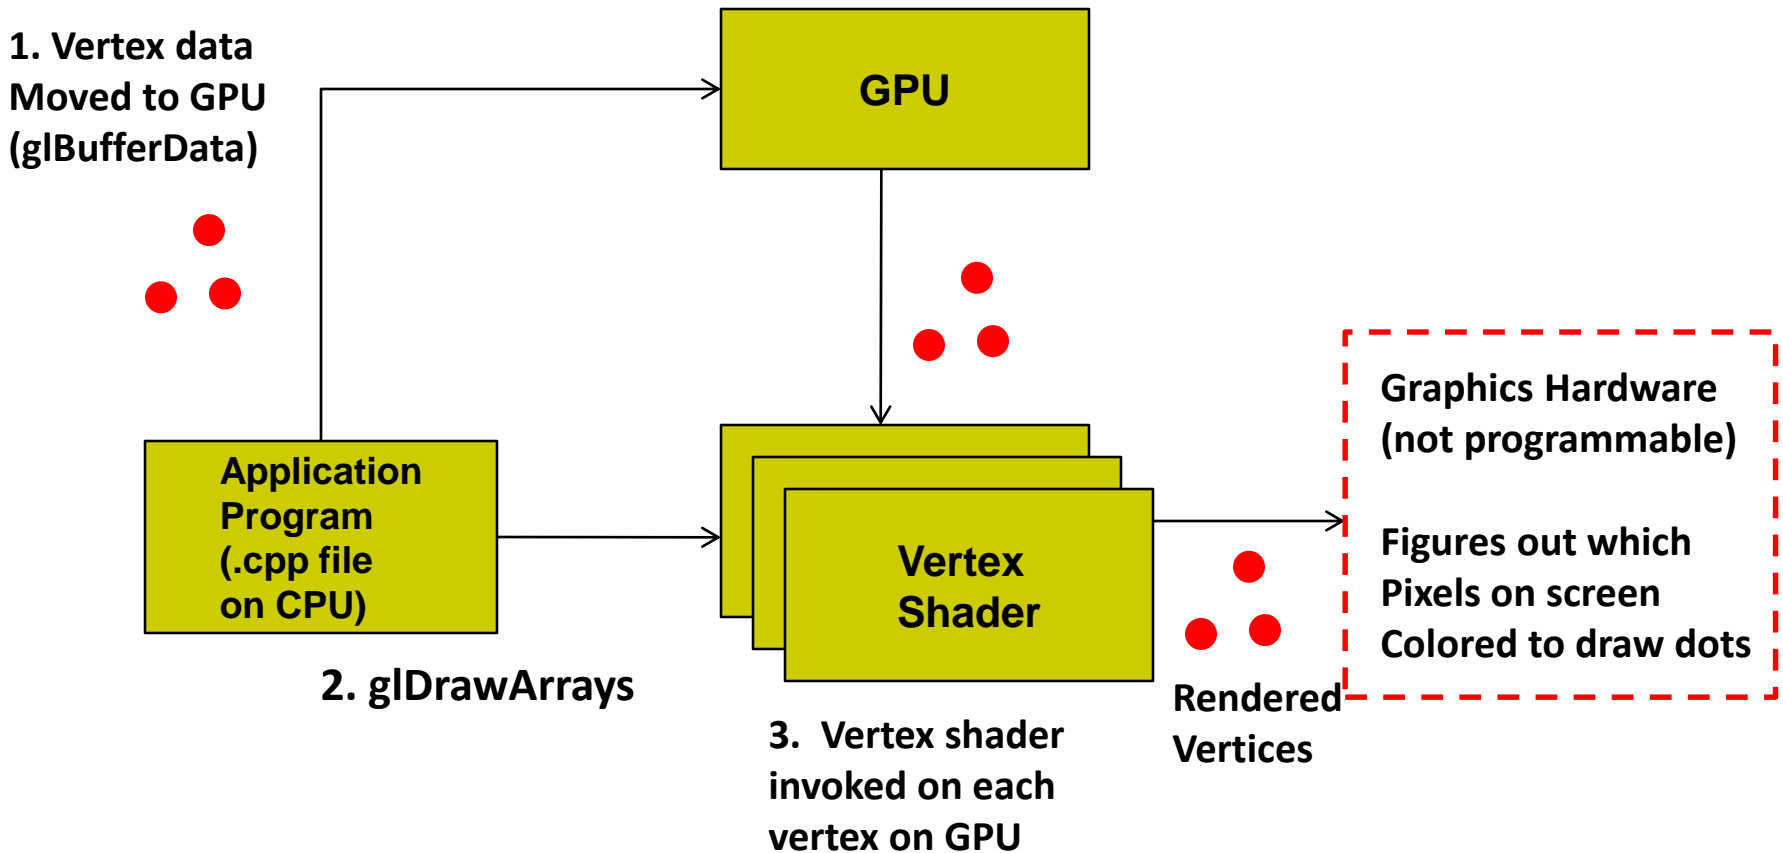 1. Vertex data
Moved to GPU
(glBufferData)
GPU
Application
Program
(.cpp file
on CPU)
2. glDrawArrays
Vertex
Shader
3.  Vertex shader
invoked on each
vertex on GPU
Rendered
Vertices
Graphics Hardware
(not programmable)
Figures out which
Pixels on screen
Colored to draw dots